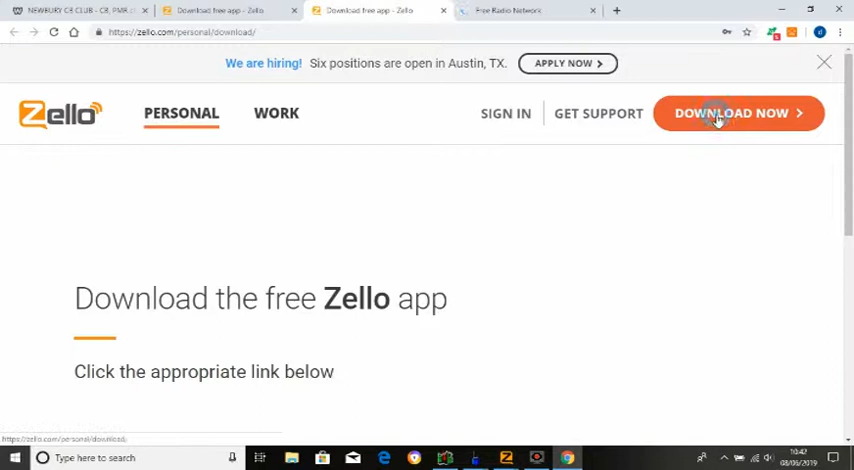 NEWBURY CB CLUB - CB, PMR
Download free app - Zello
Download free app - Zello
Free Radio Network
https://zello.com/personal/download/
We are hiring! Six positions are open in Austin, TX. APPLY NOW
Zello PERSONAL WORK SIGN IN GET SUPPORT DOWNLOAD NOW
Download the free Zello app
Click the appropriate link below
https://zello.com/personal/download/
Type here to search
10:42
08/06/2019